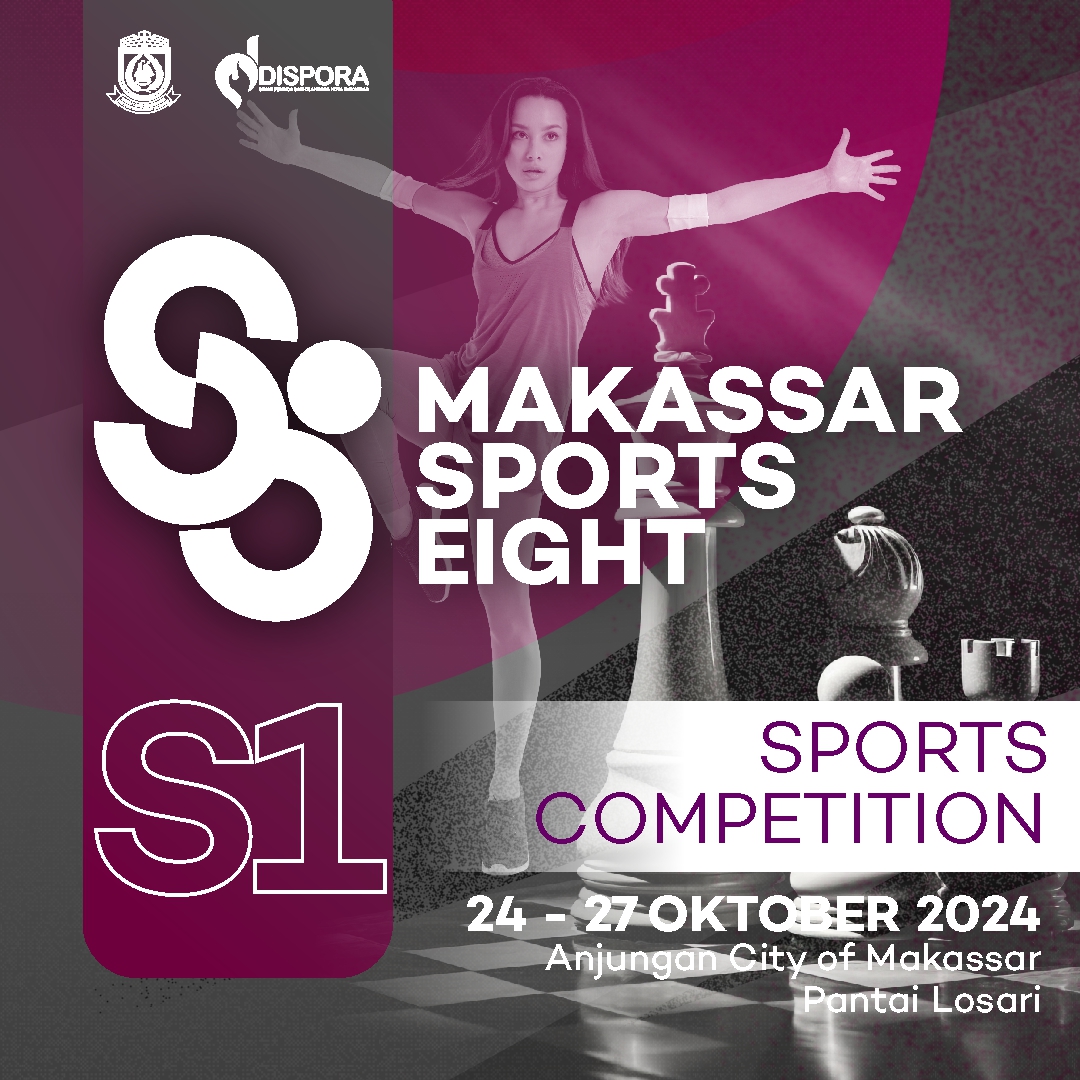 DISPORA
MAKASSAR
SPORTS
EIGHT
S1
SPORTS
COMPETITION
24 - 27 OKTOBER 2024
Anjungan City of Makassar
Pantai Losari